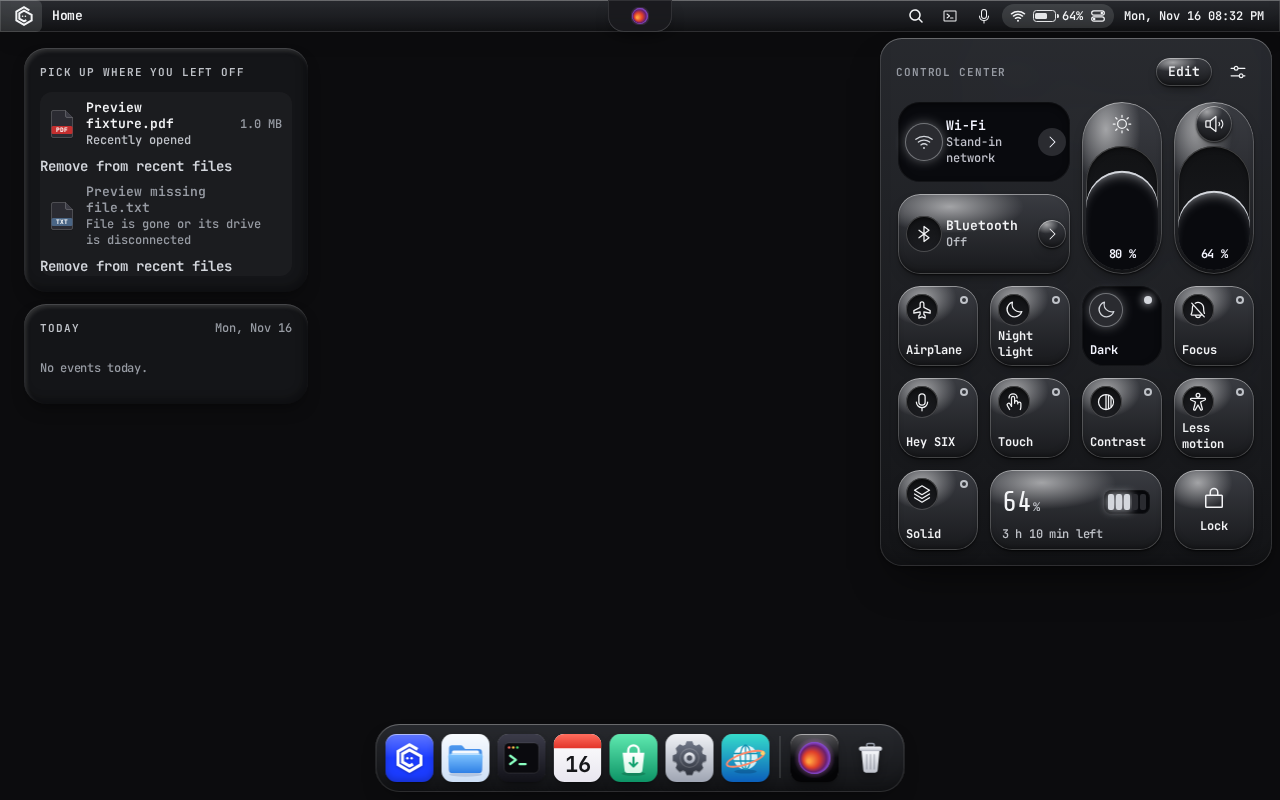 Home
64%
Mon, Nov 16 08:32 PM
PICK UP WHERE YOU LEFT OFF
Preview
fixture.pdf
1.0 MB
Recently opened
PDF
Remove from recent files
Preview missing
file.txt
File is gone or its drive
is disconnected
TXT
Remove from recent files
TODAY
Mon, Nov 16
No events today.
CONTROL CENTER
Edit
Wi-Fi
Stand-in
network
Bluetooth
Off
80 %
64 %
Airplane
Night
light
Dark
Focus
Hey SIX
Touch
Contrast
Less
motion
Solid
64%
3 h 10 min left
Lock
16